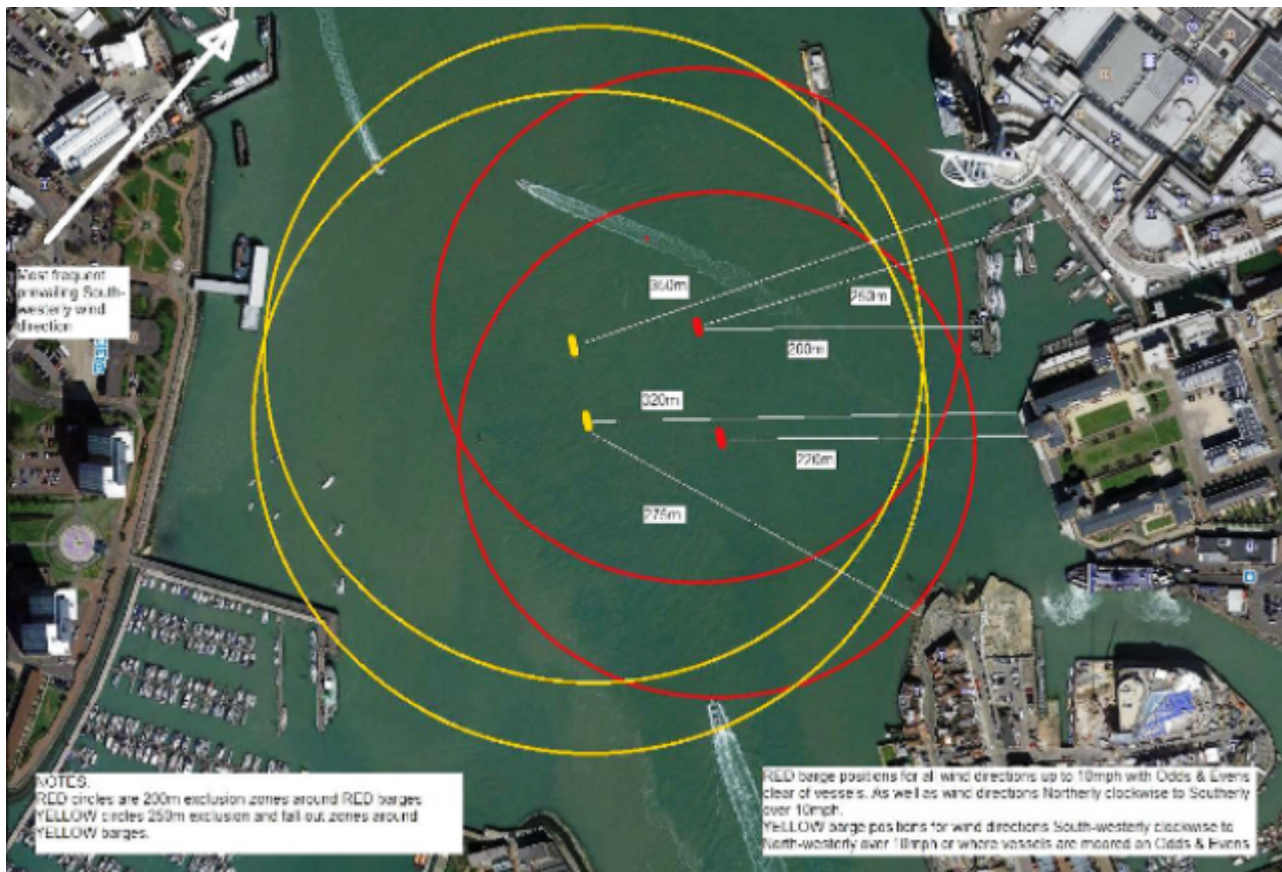 Most frequent
prevailing South-
westerly wind
direction
350m
250m
200m
320m
220m
275m
NOTES.
RED circles are 200m exclusion zones around RED barges
YELLOW circles 250m exclusion and fall-out zones around
YELLOW barges.
RED barge positions for all wind directions up to 10mph with Odds & Evens
clear of vessels. As well as wind directions Northerly clockwise to Southerly
over 10mph.
YELLOW barge positions for wind directions South-westerly clockwise to
North-westerly over 10mph or where vessels are moored on Odds & Evens